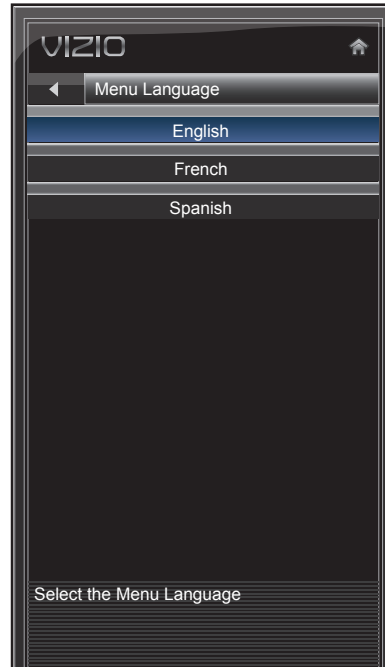 VIZIO
Menu Language
English
French
Spanish
Select the Menu Language